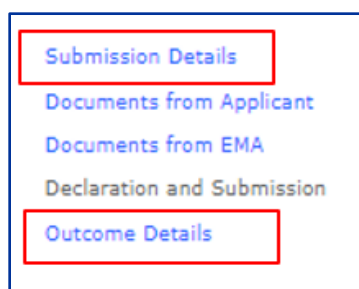 Submission Details
Documents from Applicant
Documents from EMA
Declaration and Submission
Outcome Details